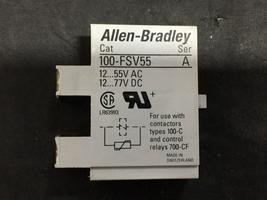 Allen-Bradley
Cat Ser
100-FSV55 A
12...55V AC
12...77V DC
LR63993
For use with
contactors
types 100-C
and control
relays 700-CF
MADE IN
SWITZERLAND